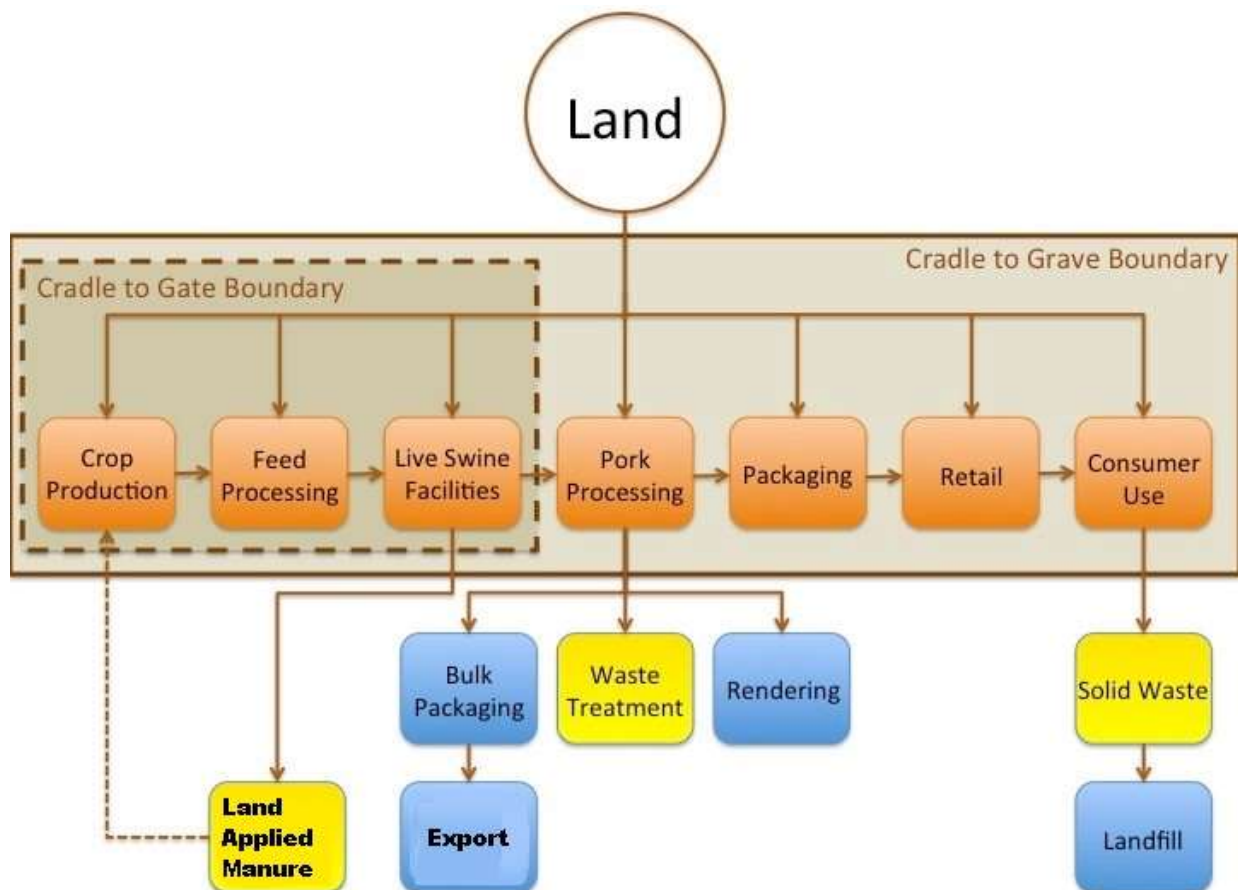 Land
Cradle to Grave Boundary
Cradle to Gate Boundary
Crop
Production
Feed
Processing
Live Swine
Facilities
Pork
Processing
Packaging
Retail
Consumer
Use
Bulk
Packaging
Waste
Treatment
Rendering
Solid Waste
Land
Applied
Manure
Export
Landfill